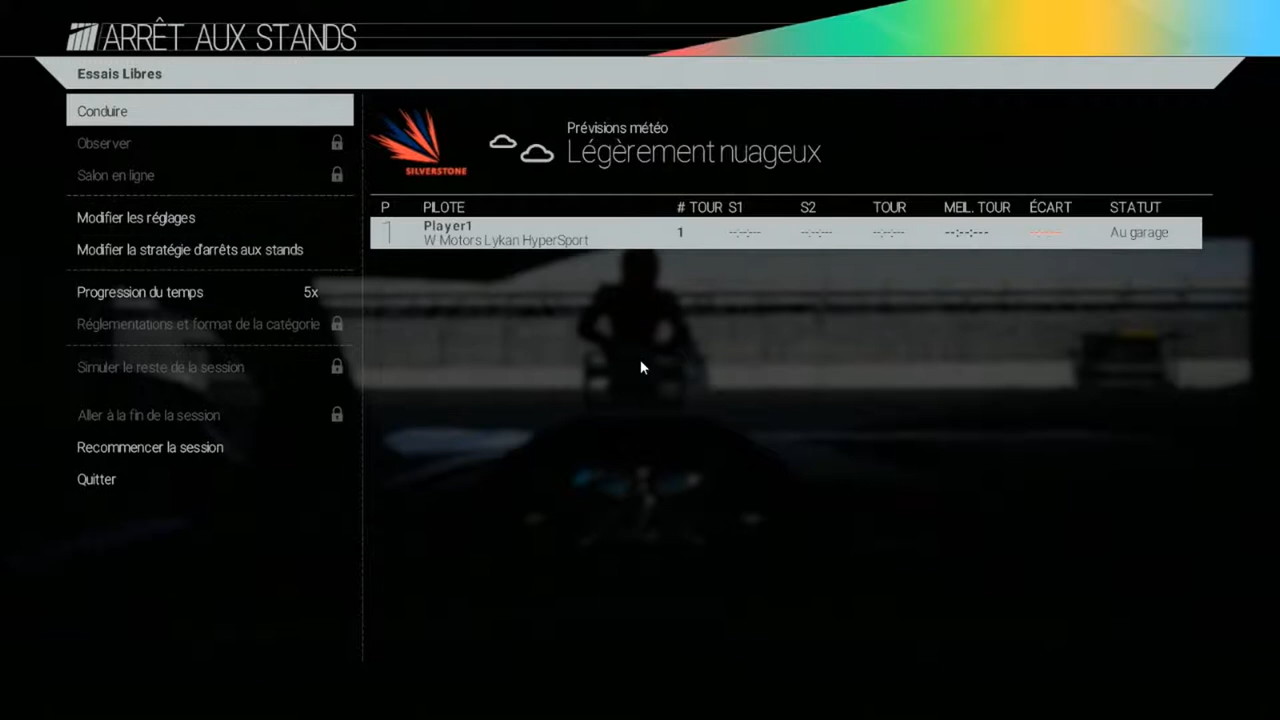 ARRÊT AUX STANDS
Essais Libres
Conduire
Observer
Salon en ligne
Modifier les réglages
Modifier la stratégie d'arrêts aux stands
Progression du temps 5x
Réglementations et format de la catégorie
Simuler le reste de la session
Aller à la fin de la session
Recommencer la session
Quitter
SILVERSTONE
Prévisions météo
Légèrement nuageux
P PILOTE # TOUR S1 S2 TOUR MEIL. TOUR ÉCART STATUT
1 Player1 1 --:--:--- --:--:--- --:--:--- --:--:--- --:--:--- Au garage
W Motors Lykan HyperSport